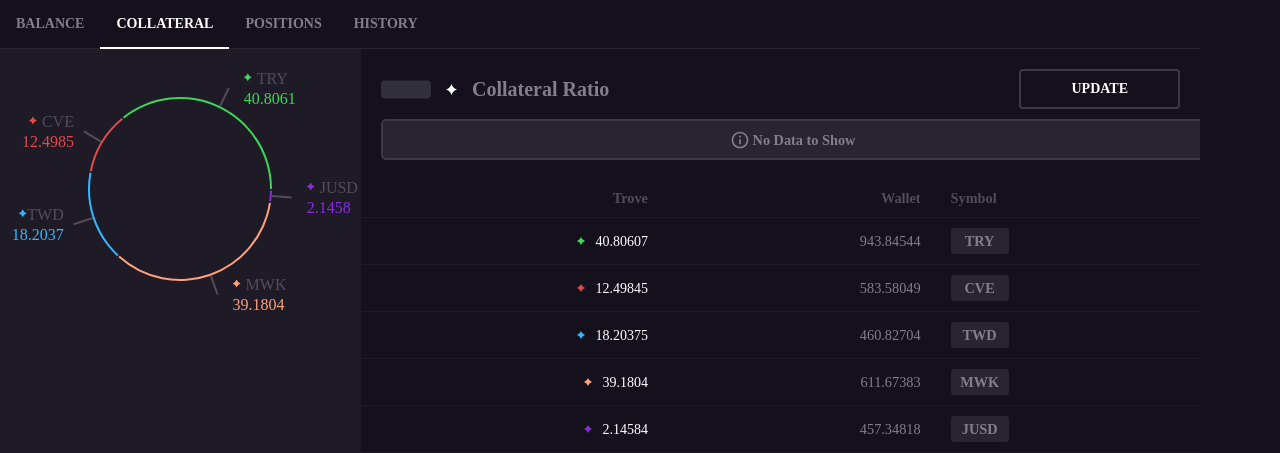 BALANCE COLLATERAL POSITIONS HISTORY
TRY
40.8061
CVE
12.4985
JUSD
2.1458
TWD
18.2037
MWK
39.1804
Collateral Ratio UPDATE
No Data to Show
Trove Wallet Symbol
40.80607 943.84544 TRY
12.49845 583.58049 CVE
18.20375 460.82704 TWD
39.1804 611.67383 MWK
2.14584 457.34818 JUSD